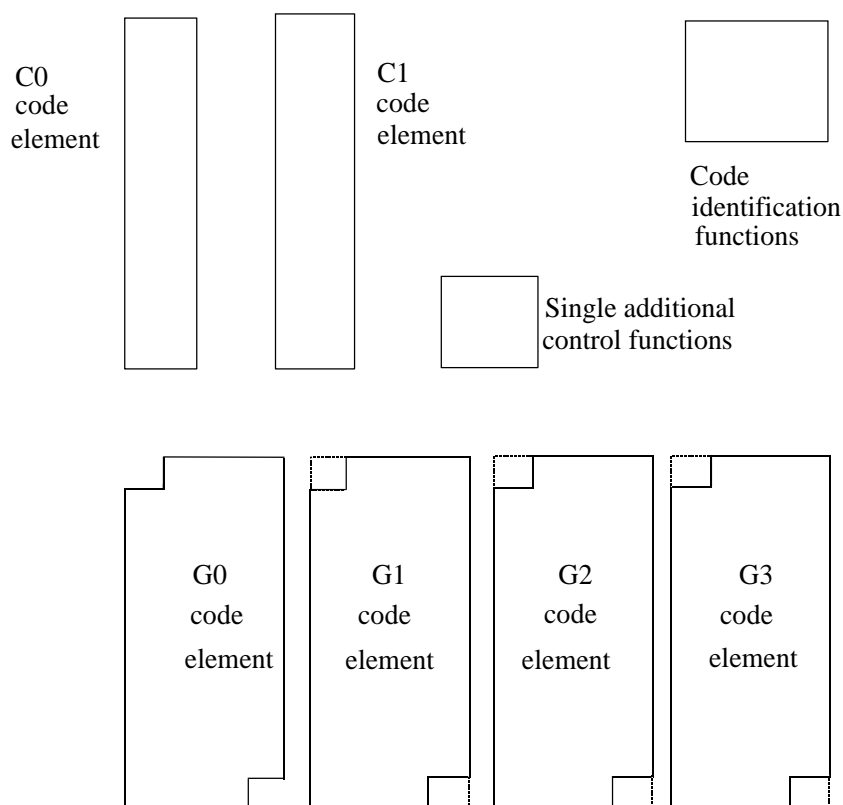 C0
code
element
C1
code
element
Code
identification
functions
Single additional
control functions
G0
code
element
G1
code
element
G2
code
element
G3
code
element